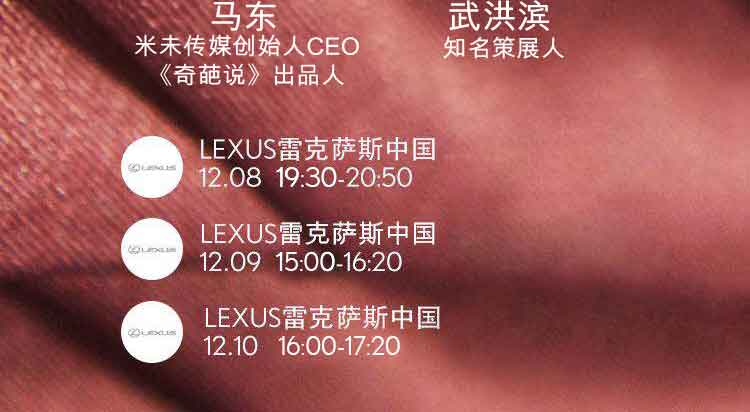 马东
武洪滨
米未传媒创始人CEO
知名策展人
《奇葩说》出品人
LEXUS雷克萨斯中国
LEXUS
12.08 19:30-20:50
LEXUS雷克萨斯中国
LEXUS
12.09 15:00-16:20
LEXUS雷克萨斯中国
LEXUS
12.10 16:00-17:20